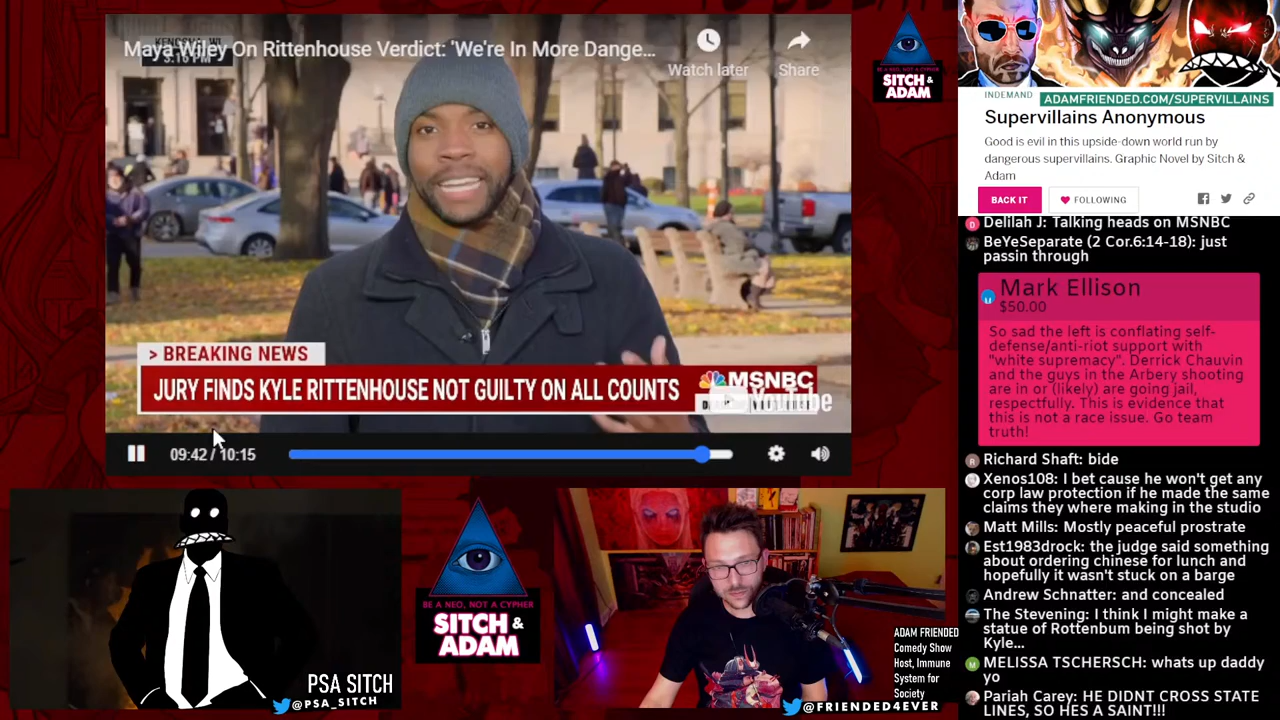 KENOSHA, WI
3:16 PM
Maya Wiley On Rittenhouse Verdict: 'We're In More Dange...
Watch later
Share
> BREAKING NEWS
JURY FINDS KYLE RITTENHOUSE NOT GUILTY ON ALL COUNTS
MSNBC
YouTube
09:42 / 10:15
BE A NEO, NOT A CYPHER
SITCH &
ADAM
INDEMAND
ADAMFRIENDED.COM/SUPERVILLAINS
Supervillains Anonymous
Good is evil in this upside-down world run by
dangerous supervillains. Graphic Novel by Sitch &
Adam
BACK IT
FOLLOWING
D
Delilah J: Talking heads on MSNBC
BeYeSeparate (2 Cor.6:14-18): just
passin through
Mark Ellison
$50.00
So sad the left is conflating self-
defense/anti-riot support with
"white supremacy". Derrick Chauvin
and the guys in the Arbery shooting
are in or (likely) are going jail,
respectfully. This is evidence that
this is not a race issue. Go team
truth!
R
Richard Shaft: bide
Xenos108: I bet cause he won't get any
corp law protection if he made the same
claims they where making in the studio
Matt Mills: Mostly peaceful prostrate
Est1983drock: the judge said something
about ordering chinese for lunch and
hopefully it wasn't stuck on a barge
Andrew Schnatter: and concealed
The Stevening: I think I might make a
statue of Rottenbum being shot by
Kyle...
M
MELISSA TSCHERSCH: whats up daddy
yo
Pariah Carey: HE DIDNT CROSS STATE
LINES, SO HES A SAINT!!!
PSA SITCH
@PSA_SITCH
BE A NEO, NOT A CYPHER
SITCH &
ADAM
ADAM FRIENDED
Comedy Show
Host, Immune
System for
Society
@FRIENDED4EVER